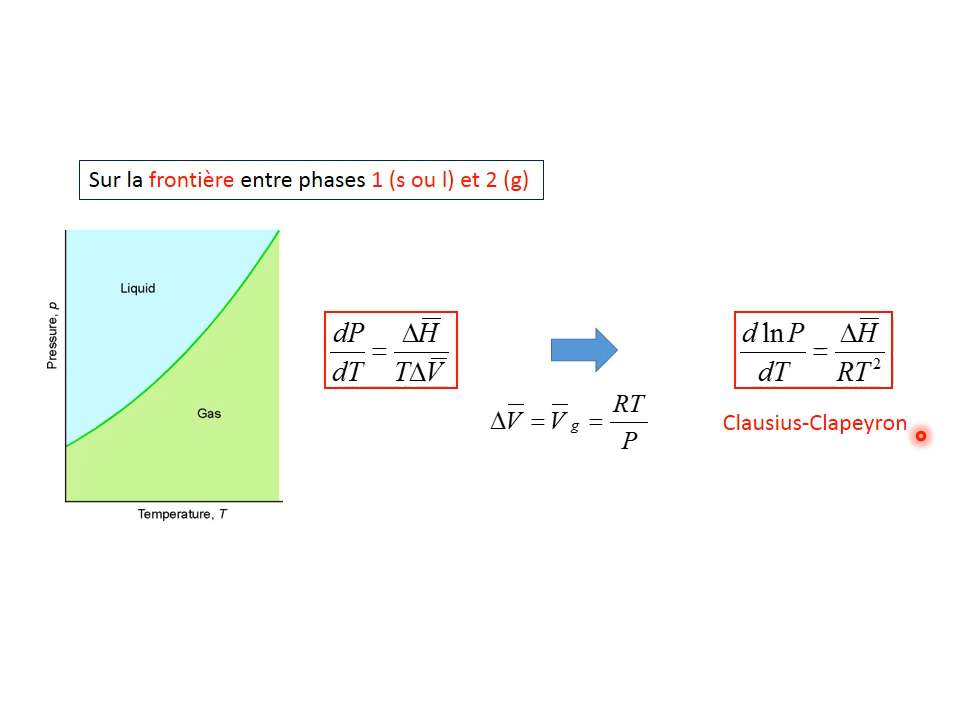 Sur la frontière entre phases 1 (s ou l) et 2 (g)
Pressure, p
Liquid
Gas
Temperature, T
dP/dT = ΔH̅/TΔV̅
ΔV̅ = V̅g = RT/P
d ln P/dT = ΔH̅/RT²
Clausius-Clapeyron